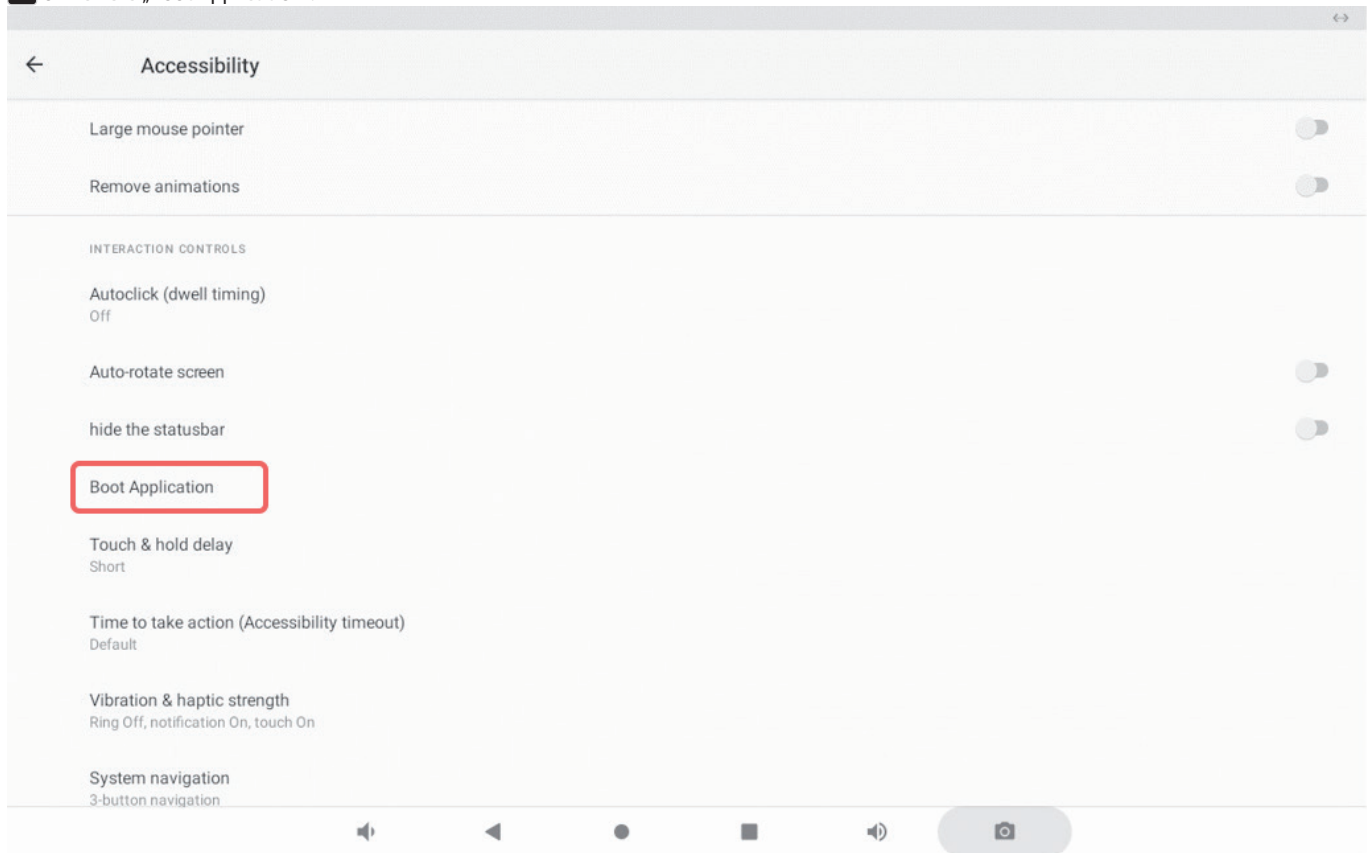 Accessibility
Large mouse pointer
Remove animations
INTERACTION CONTROLS
Autoclick (dwell timing)
Off
Auto-rotate screen
hide the statusbar
Boot Application
Touch & hold delay
Short
Time to take action (Accessibility timeout)
Default
Vibration & haptic strength
Ring Off, notification On, touch On
System navigation
3-button navigation